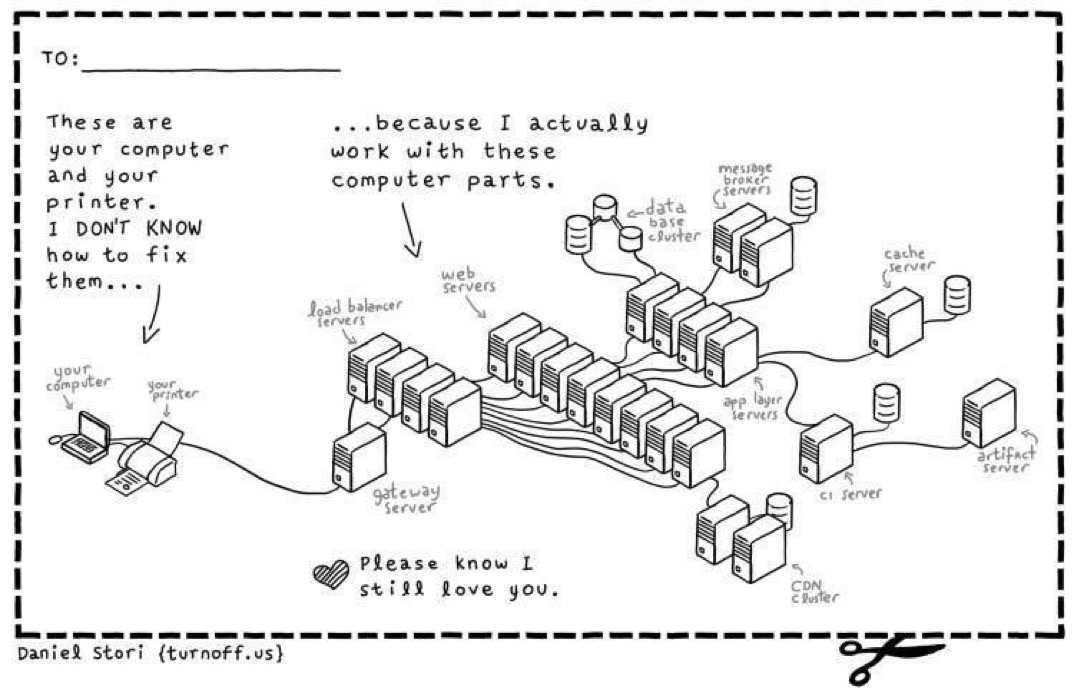 TO:
These are
your computer
and your
printer.
I DON'T KNOW
how to fix
them...
...because I actually
work with these
computer parts.
message
broker
servers
data
base
cluster
cache
server
web
servers
load balancer
servers
your
computer
your
printer
app layer
servers
artifact
server
gateway
server
CI server
CDN
cluster
Please know I
still love you.
Daniel Stori {turnoff.us}